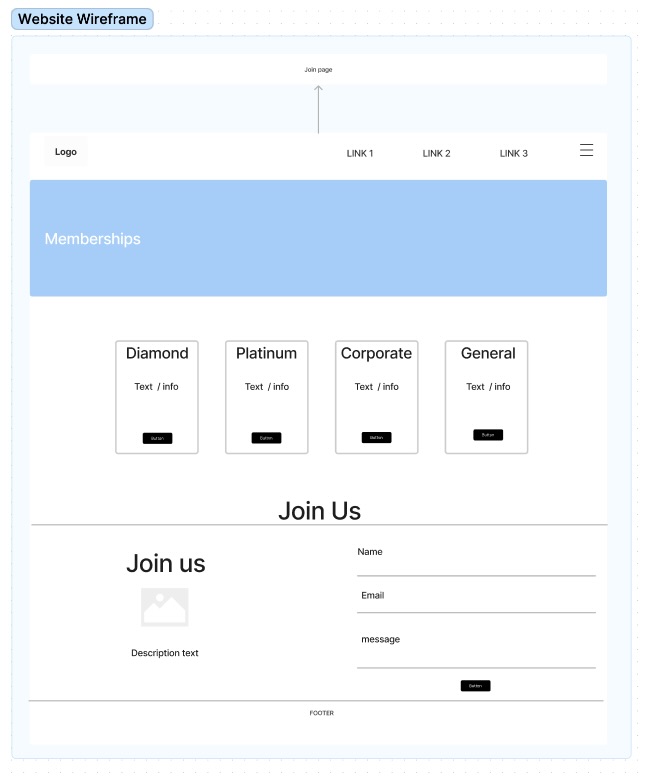 Website Wireframe
Join page
Logo
LINK 1
LINK 2
LINK 3
Memberships
Diamond
Text / info
Button
Platinum
Text / info
Button
Corporate
Text / info
Button
General
Text / info
Button
Join Us
Join us
Description text
Name
Email
message
Button
FOOTER